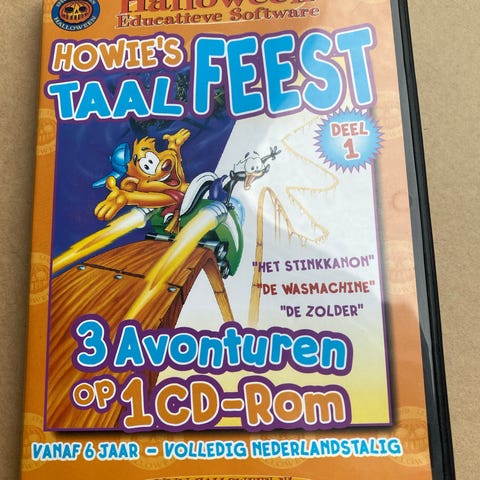 Halloween
Educatieve Software
HOWIE'S
TAAL FEEST
DEEL
1
"HET STINKKANON"
"DE WASMACHINE"
"DE ZOLDER"
3 Avonturen
op 1 CD-Rom
VANAF 6 JAAR - VOLLEDIG NEDERLANDSTALIG